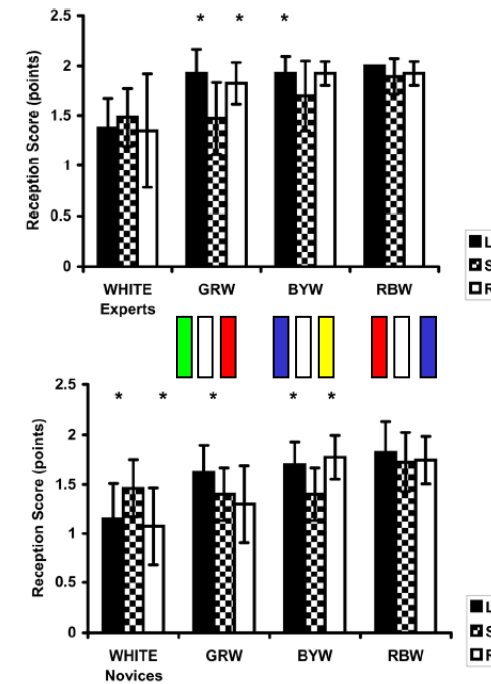 2.5
* * *
2
1.5
1
0.5
0
Reception Score (points)
WHITE GRW BYW RBW
Experts
L
S
R
2.5
* * * * *
2
1.5
1
0.5
0
Reception Score (points)
WHITE GRW BYW RBW
Novices
L
S
R